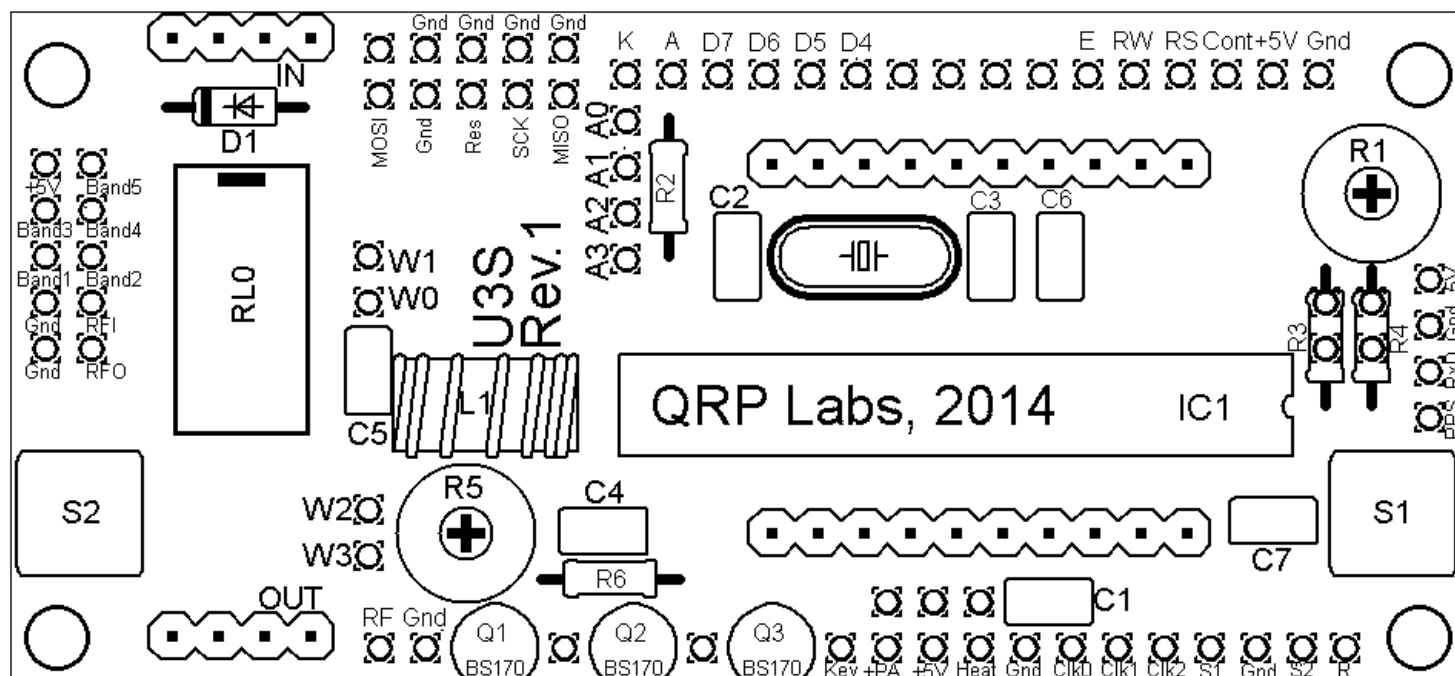 Gnd Gnd Gnd Gnd
K A D7 D6 D5 D4 E RW RS Cont +5V Gnd
IN
D1
MOSI Gnd Res SCK MISO
A0
A1
A2
A3
R2
R1
+5V Band5
Band3 Band4
Band1 Band2
Gnd RFI
Gnd RFO
RL0
W1
W0
U3S
Rev.1
C2 C3 C6
R3 R4
5V
Gnd
RxD
PPS
C5
L1
QRP Labs, 2014 IC1
S2
R5
C4
W2
W3
R6
S1
C7
OUT
C1
RF Gnd
Q1
BS170
Q2
BS170
Q3
BS170
Key +PA +5V Heat Gnd Clk0 Clk1 Clk2 S1 Gnd S2 R